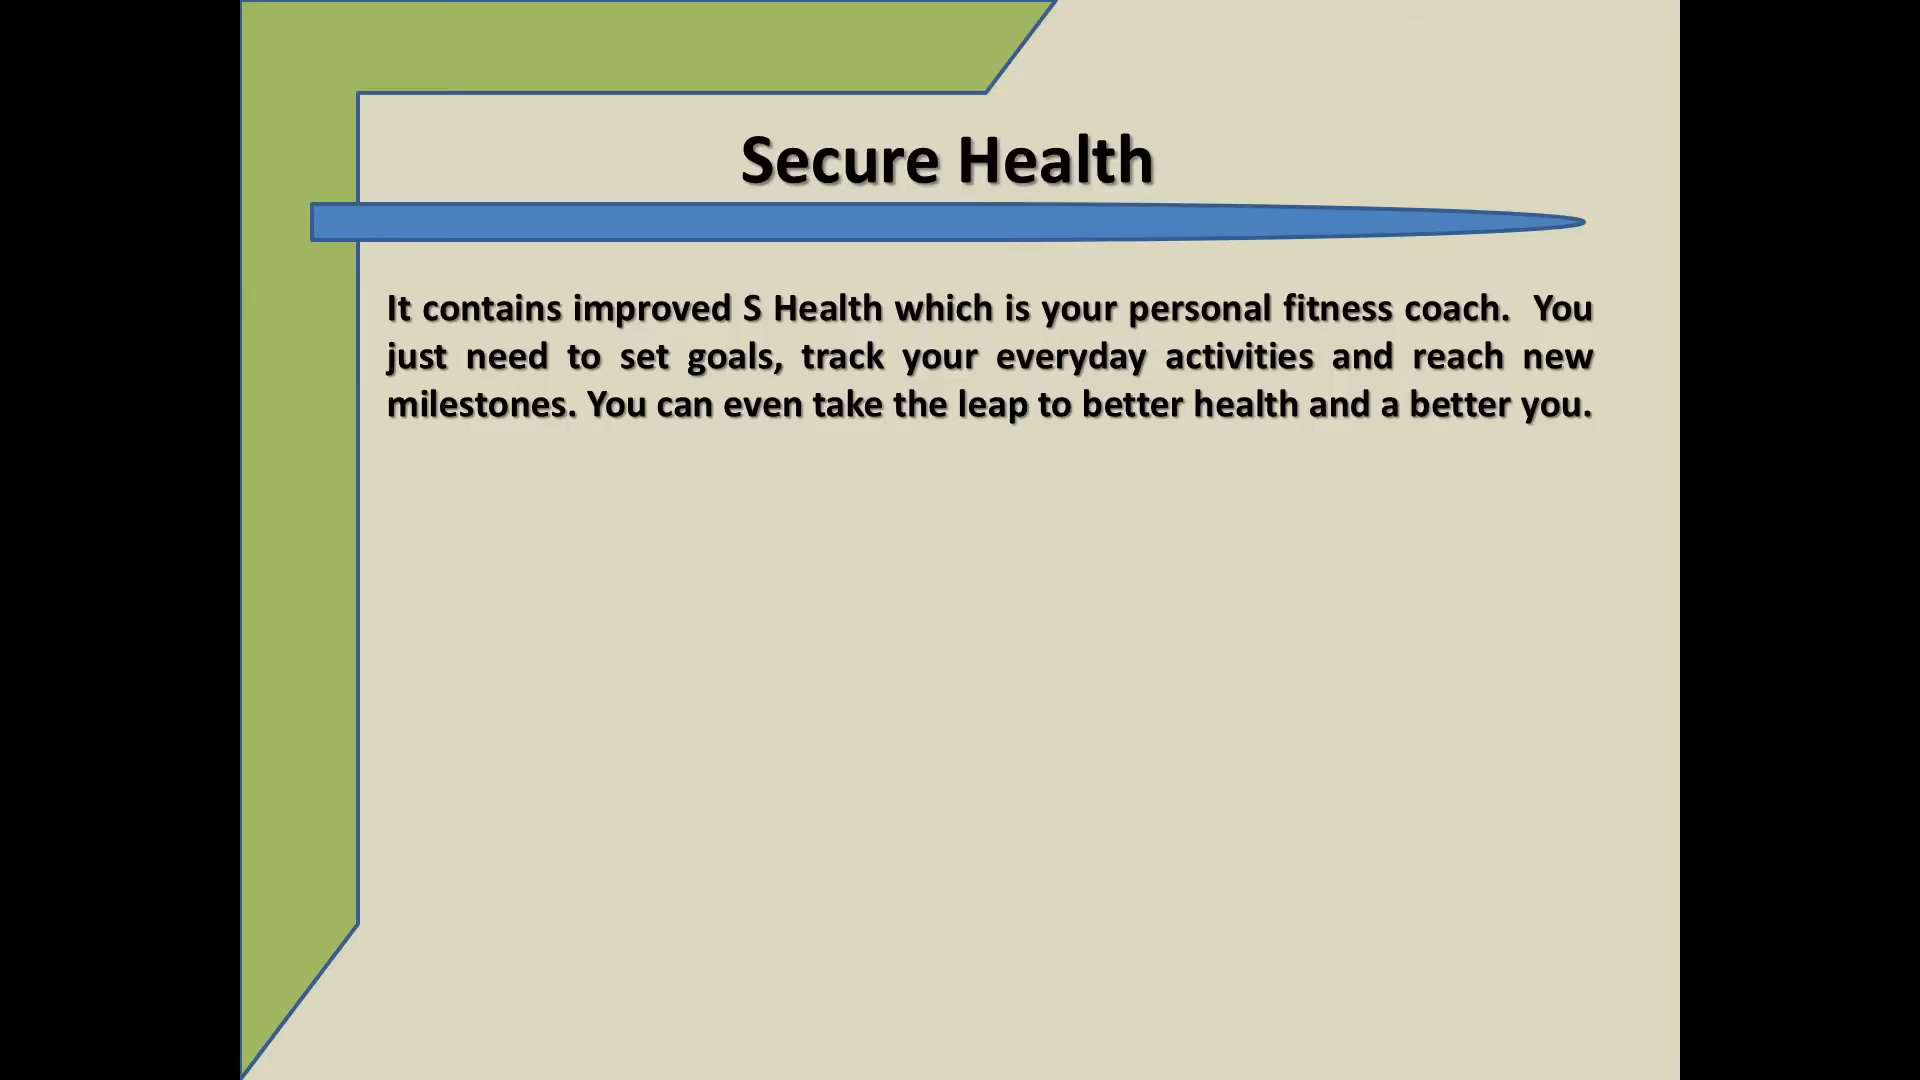 Secure Health
It contains improved S Health which is your personal fitness coach.  You
just need to set goals, track your everyday activities and reach new
milestones. You can even take the leap to better health and a better you.